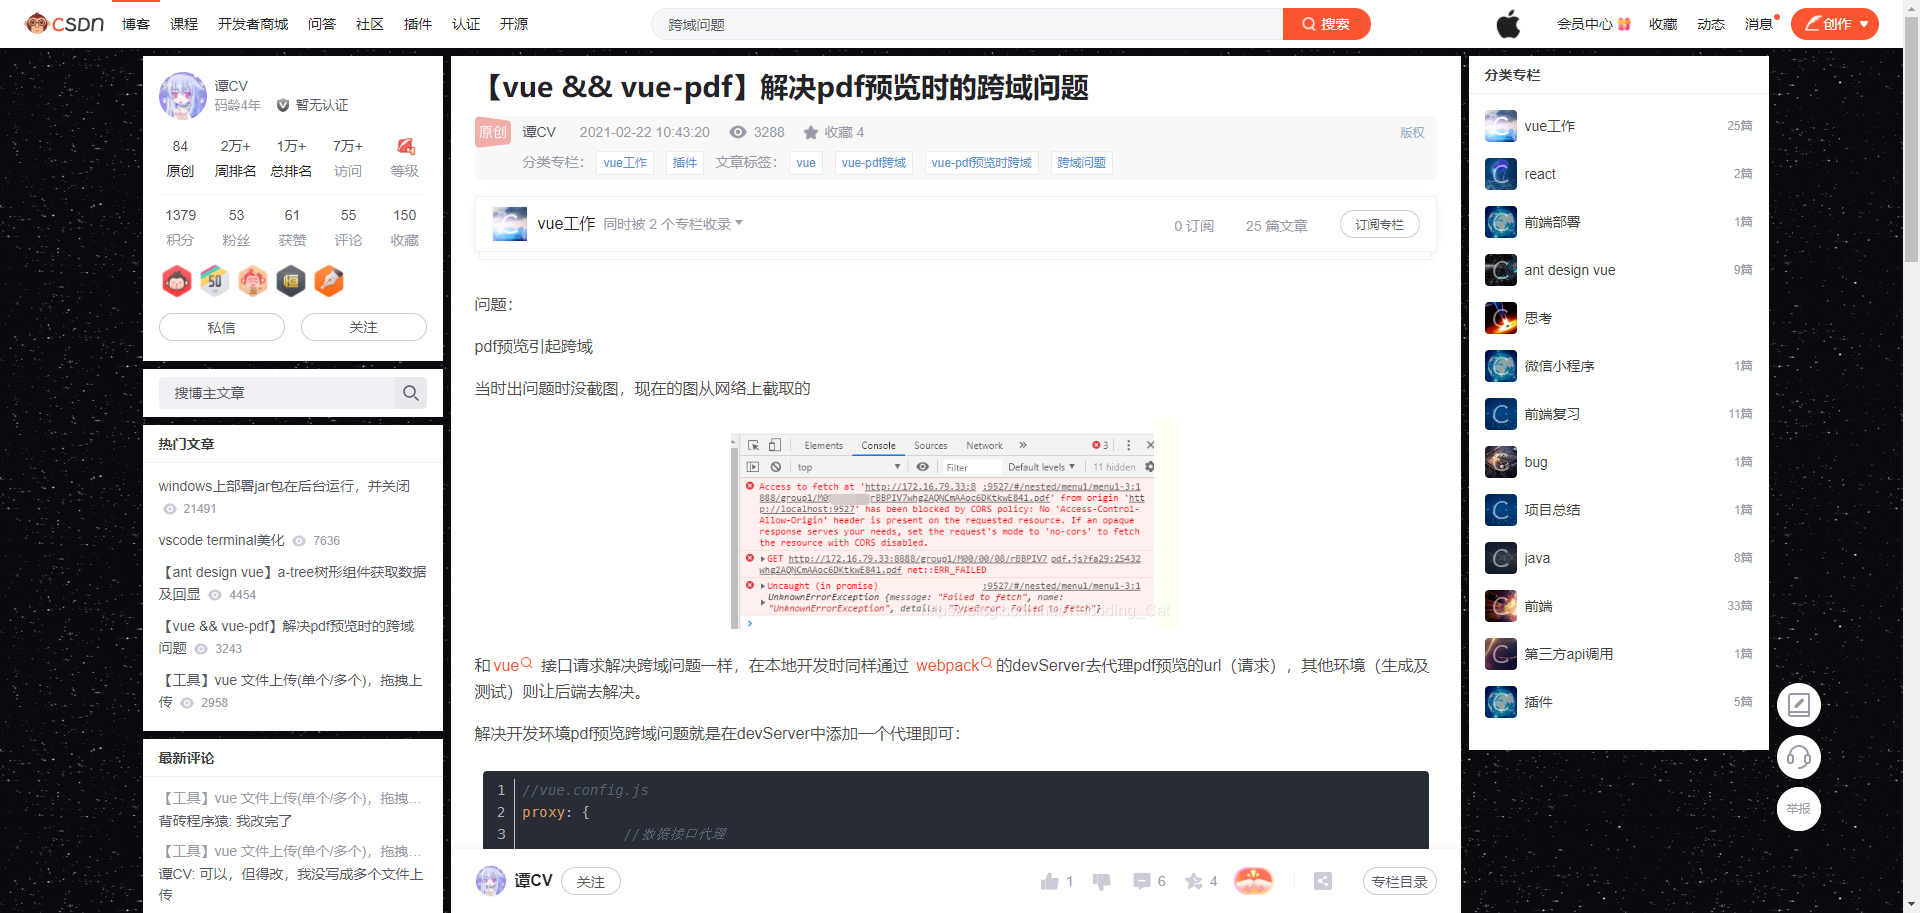 CSDN 博客 课程 开发者商城 问答 社区 插件 认证 开源 跨域问题 搜索 会员中心 收藏 动态 消息 创作
谭CV
码龄4年 暂无认证
84 2万+ 1万+ 7万+
原创 周排名 总排名 访问 等级
1379 53 61 55 150
积分 粉丝 获赞 评论 收藏
私信 关注
搜博主文章
热门文章
windows上部署jar包在后台运行，并关闭
21491
vscode terminal美化 7636
【ant design vue】a-tree树形组件获取数据
及回显 4454
【vue && vue-pdf】解决pdf预览时的跨域
问题 3243
【工具】vue 文件上传(单个/多个)，拖拽上
传 2958
最新评论
【工具】vue 文件上传(单个/多个)，拖拽…
背砖程序猿: 我改完了
【工具】vue 文件上传(单个/多个)，拖拽…
谭CV: 可以，但得改，我没写成多个文件上
传
【vue && vue-pdf】解决pdf预览时的跨域问题
原创 谭CV 2021-02-22 10:43:20 3288 收藏 4 版权
分类专栏： vue工作 插件 文章标签： vue vue-pdf跨域 vue-pdf预览时跨域 跨域问题
vue工作 同时被 2 个专栏收录 0 订阅 25 篇文章 订阅专栏
问题：
pdf预览引起跨域
当时出问题时没截图，现在的图从网络上截取的
Elements Console Sources Network » 3
top Filter Default levels 11 hidden
Access to fetch at 'http://172.16.79.33:8 :9527/#/nested/menu1/menu1-3:1
888/group1/M0 rBBPIV7whg2AQNCmAAoc6DKtkwE841.pdf' from origin 'htt
p://localhost:9527' has been blocked by CORS policy: No 'Access-Control-
Allow-Origin' header is present on the requested resource. If an opaque
response serves your needs, set the request's mode to 'no-cors' to fetch
the resource with CORS disabled.
GET http://172.16.79.33:8888/group1/M00/00/08/rBBPIV7 pdf.js?fa29:25432
whg2AQNCmAAoc6DKtkwE841.pdf net::ERR_FAILED
Uncaught (in promise) :9527/#/nested/menu1/menu1-3:1
UnknownErrorException {message: "Failed to fetch", name:
"UnknownErrorException", details: "TypeError: Failed to fetch"}
和 vue 接口请求解决跨域问题一样，在本地开发时同样通过 webpack 的devServer去代理pdf预览的url（请求），其他环境（生成及
测试）则让后端去解决。
解决开发环境pdf预览跨域问题就是在devServer中添加一个代理即可：
1 //vue.config.js
2 proxy: {
3 //数据接口代理
谭CV 关注 1 6 4 专栏目录
分类专栏
vue工作 25篇
react 2篇
前端部署 1篇
ant design vue 9篇
思考
微信小程序 1篇
前端复习 11篇
bug 1篇
项目总结 1篇
java 8篇
前端 33篇
第三方api调用 1篇
插件 5篇
举报